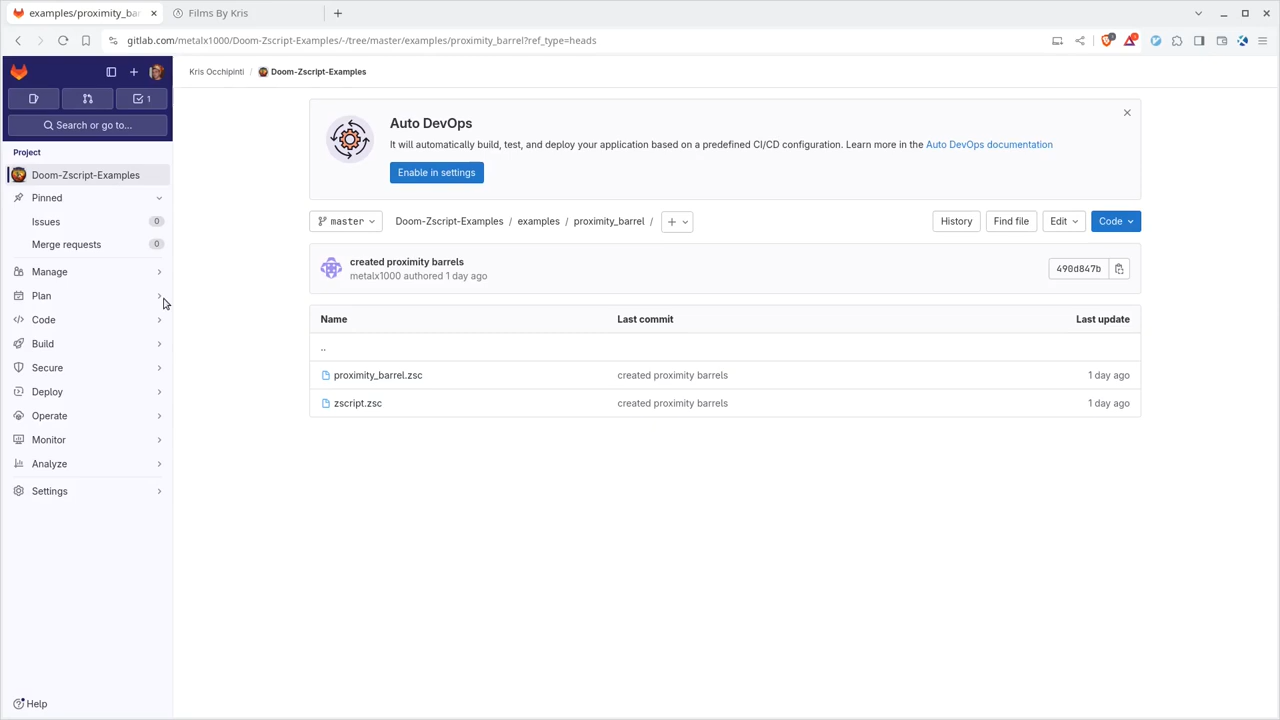 examples/proximity_bar
Films By Kris
gitlab.com/metalx1000/Doom-Zscript-Examples/-/tree/master/examples/proximity_barrel?ref_type=heads
1
Search or go to...
Project
Doom-Zscript-Examples
Pinned
Issues 0
Merge requests 0
Manage
Plan
Code
Build
Secure
Deploy
Operate
Monitor
Analyze
Settings
Help
Kris Occhipinti / Doom-Zscript-Examples
Auto DevOps
It will automatically build, test, and deploy your application based on a predefined CI/CD configuration. Learn more in the Auto DevOps documentation
Enable in settings
master Doom-Zscript-Examples / examples / proximity_barrel / + History Find file Edit Code
created proximity barrels
metalx1000 authored 1 day ago
490d847b
Name Last commit Last update
..
proximity_barrel.zsc created proximity barrels 1 day ago
zscript.zsc created proximity barrels 1 day ago